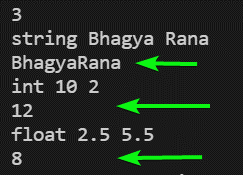 3
string Bhagya Rana
BhagyaRana
int 10 2
12
float 2.5 5.5
8